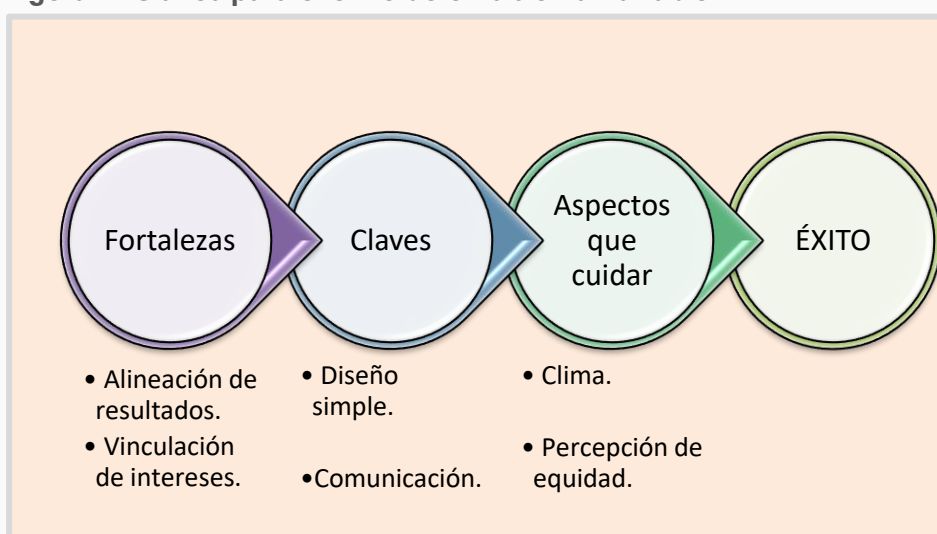 Fortalezas
Claves
Aspectos
que
cuidar
ÉXITO
• Alineación de
resultados.
• Vinculación
de intereses.
• Diseño
simple.
•Comunicación.
• Clima.
• Percepción de
equidad.